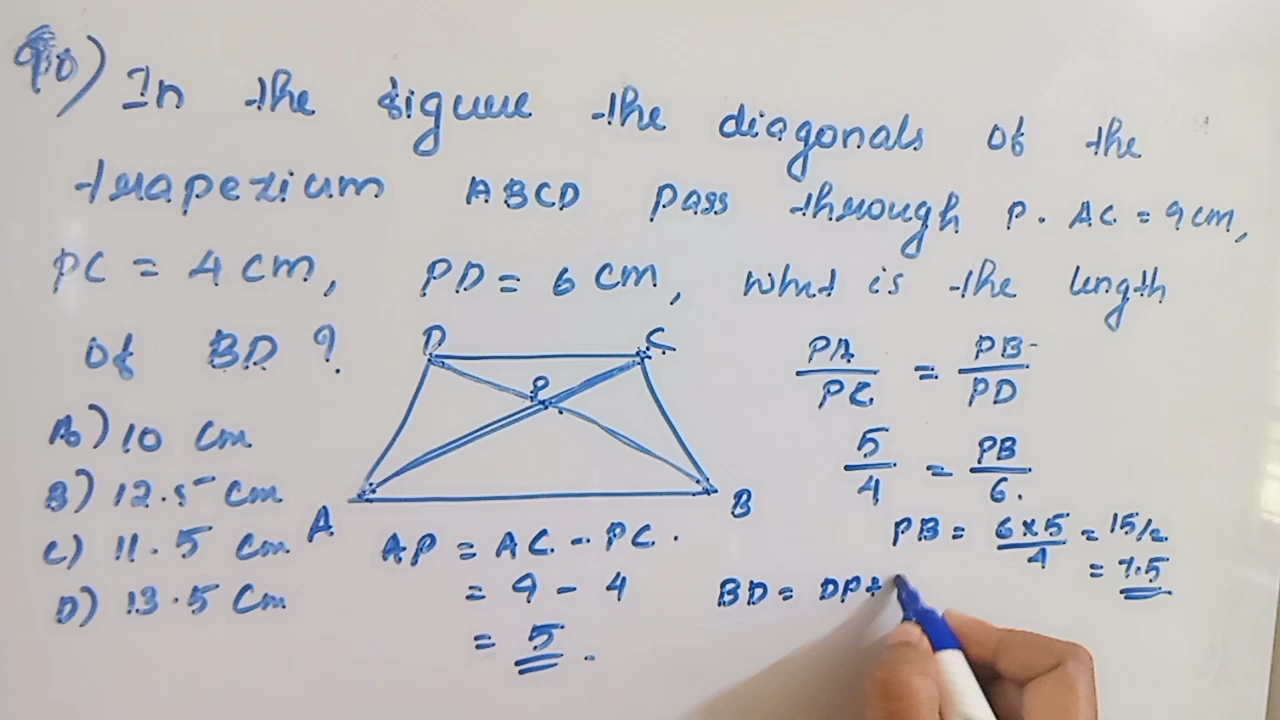 In the figure the diagonals of the
trapezium ABCD pass through P. AC = 9cm,
PC = 4 cm, PD = 6 cm, what is the length
of BD ?
A) 10 cm
B) 12.5 cm
C) 11.5 cm
D) 13.5 cm
D C
P
A B
AP = AC - PC.
= 9 - 4
= 5.
PA/PC = PB/PD
5/4 = PB/6.
PB = 6×5/4 = 15/2
= 7.5
BD = DP+